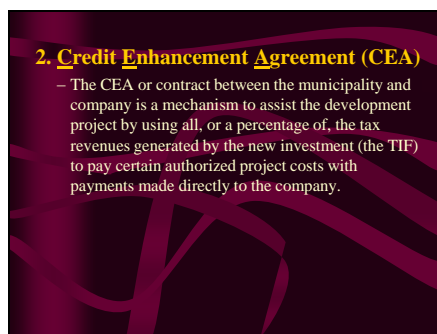 2. Credit Enhancement Agreement (CEA)
– The CEA or contract between the municipality and
company is a mechanism to assist the development
project by using all, or a percentage of, the tax
revenues generated by the new investment (the TIF)
to pay certain authorized project costs with
payments made directly to the company.